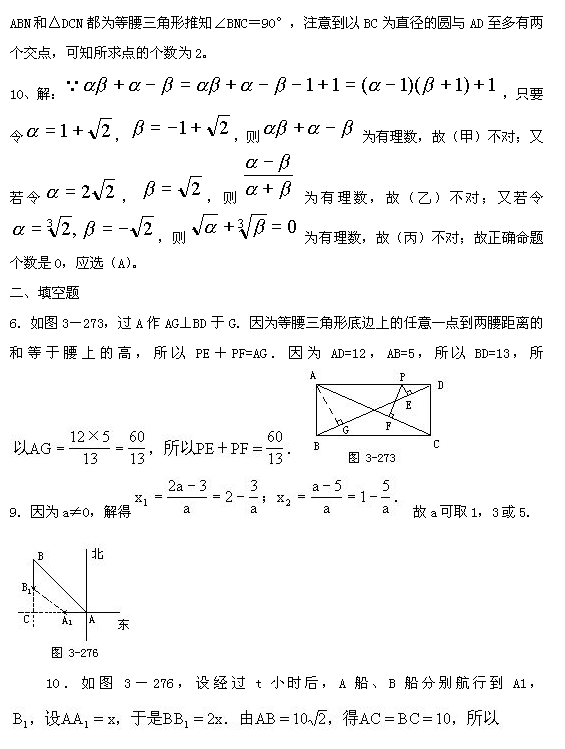 ABN和△DCN都为等腰三角形推知∠BNC=90°，注意到以BC为直径的圆与AD至多有两
个交点，可知所求点的个数为2。
10、解：∵αβ+α−β=αβ+α−β−1+1=(α−1)(β+1)+1，只要
令α=1+√2，β=−1+√2，则αβ+α−β为有理数，故（甲）不对；又
若令α=2√2，β=√2，则(α−β)/(α+β)为有理数，故（乙）不对；又若令
α=∛2, β=−√2，则√α+∛β=0为有理数，故（丙）不对；故正确命题
个数是0，应选（A）。
二、填空题
6．如图3－273，过A作AG⊥BD于G．因为等腰三角形底边上的任意一点到两腰距离的
和等于腰上的高，所以PE＋PF=AG．因为AD=12，AB=5，所以BD=13，所
以AG=12×5/13=60/13，所以PE+PF=60/13．
A P D
E
G F
B C
图 3-273
9．因为a≠0，解得x₁=(2a−3)/a=2−3/a；x₂=(a−5)/a=1−5/a． 故a可取1，3或5．
B 北
B₁
C A₁ A 东
图 3-276
10．如图3－276，设经过t小时后，A船、B船分别航行到A1，
B₁，设AA₁=x，于是BB₁=2x．由AB=10√2，得AC=BC=10，所以